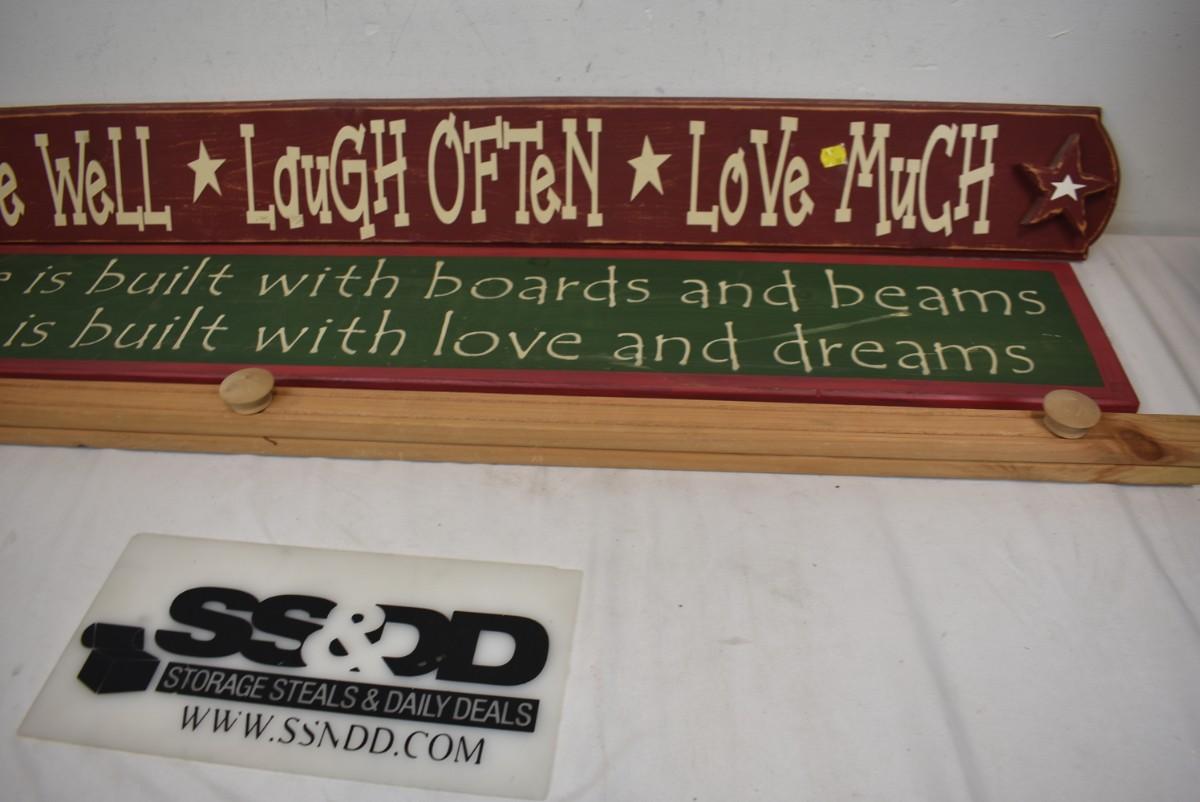 e WeLL ★ LauGH OFTeN ★ LoVe MuCH
e is built with boards and beams
is built with love and dreams
SS&DD
STORAGE STEALS & DAILY DEALS
WWW.SSNDD.COM